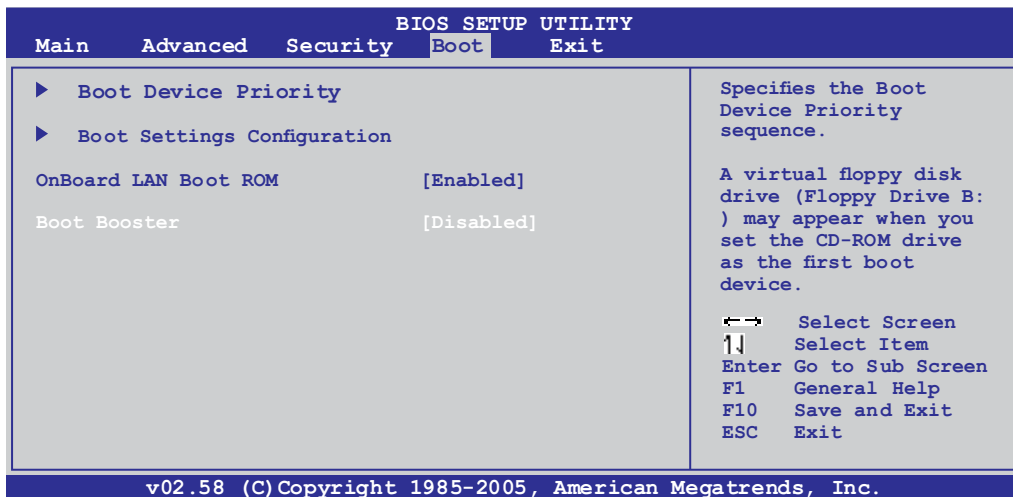 BIOS SETUP UTILITY
Main Advanced Security Boot Exit
Boot Device Priority
Boot Settings Configuration
OnBoard LAN Boot ROM [Enabled]
Boot Booster [Disabled]
Specifies the Boot
Device Priority
sequence.
A virtual floppy disk
drive (Floppy Drive B:
) may appear when you
set the CD-ROM drive
as the first boot
device.
←→ Select Screen
↑↓ Select Item
Enter Go to Sub Screen
F1 General Help
F10 Save and Exit
ESC Exit
v02.58 (C)Copyright 1985-2005, American Megatrends, Inc.